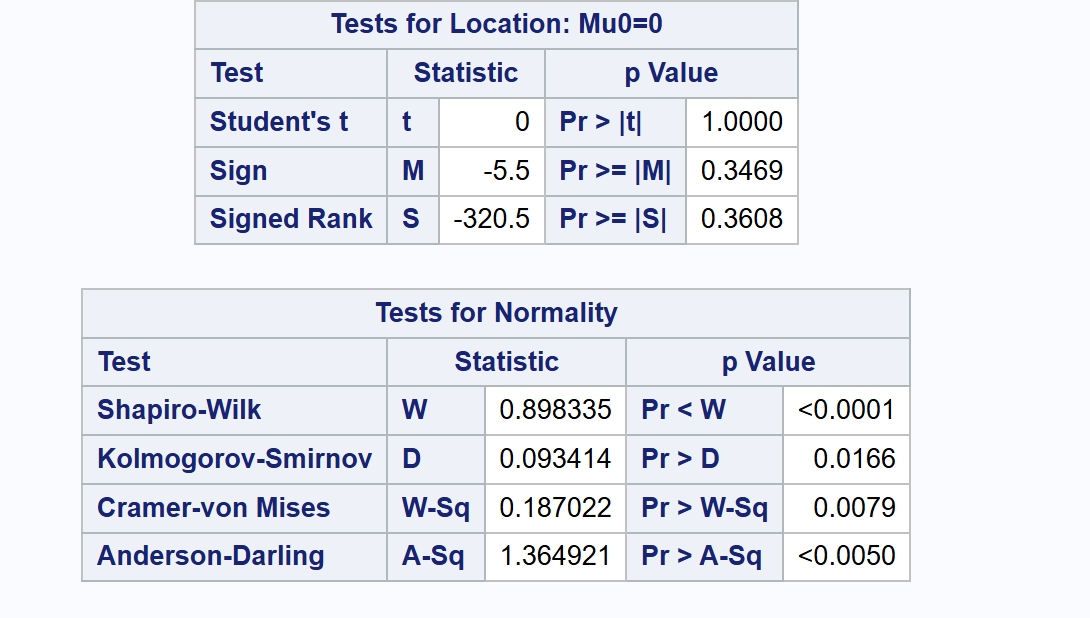 Tests for Location: Mu0=0
Test Statistic p Value
Student's t t 0 Pr > |t| 1.0000
Sign M -5.5 Pr >= |M| 0.3469
Signed Rank S -320.5 Pr >= |S| 0.3608
Tests for Normality
Test Statistic p Value
Shapiro-Wilk W 0.898335 Pr < W <0.0001
Kolmogorov-Smirnov D 0.093414 Pr > D 0.0166
Cramer-von Mises W-Sq 0.187022 Pr > W-Sq 0.0079
Anderson-Darling A-Sq 1.364921 Pr > A-Sq <0.0050